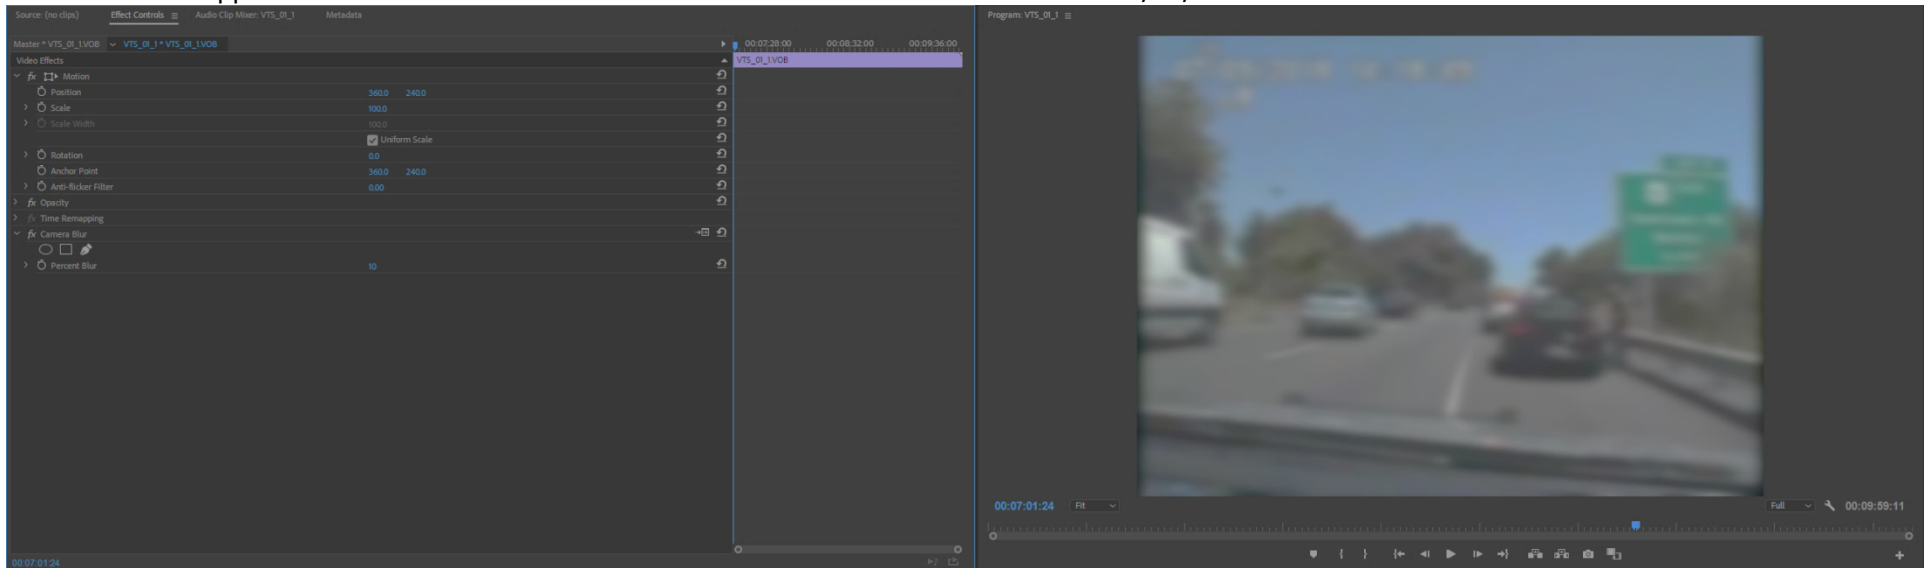 Source: (no clips) Effect Controls Audio Clip Mixer: VTS_01_1 Metadata
Program: VTS_01_1
Master * VTS_01_1.VOB VTS_01_1 * VTS_01_1.VOB
00:07:28:00 00:08:32:00 00:09:36:00
Video Effects
VTS_01_1.VOB
fx Motion
Position 360.0 240.0
Scale 100.0
Scale Width 100.0
Uniform Scale
Rotation 0.0
Anchor Point 360.0 240.0
Anti-flicker Filter 0.00
fx Opacity
fx Time Remapping
fx Camera Blur
Percent Blur 10
00:07:01:24 Fit Full 00:09:59:11
00:07:01:24